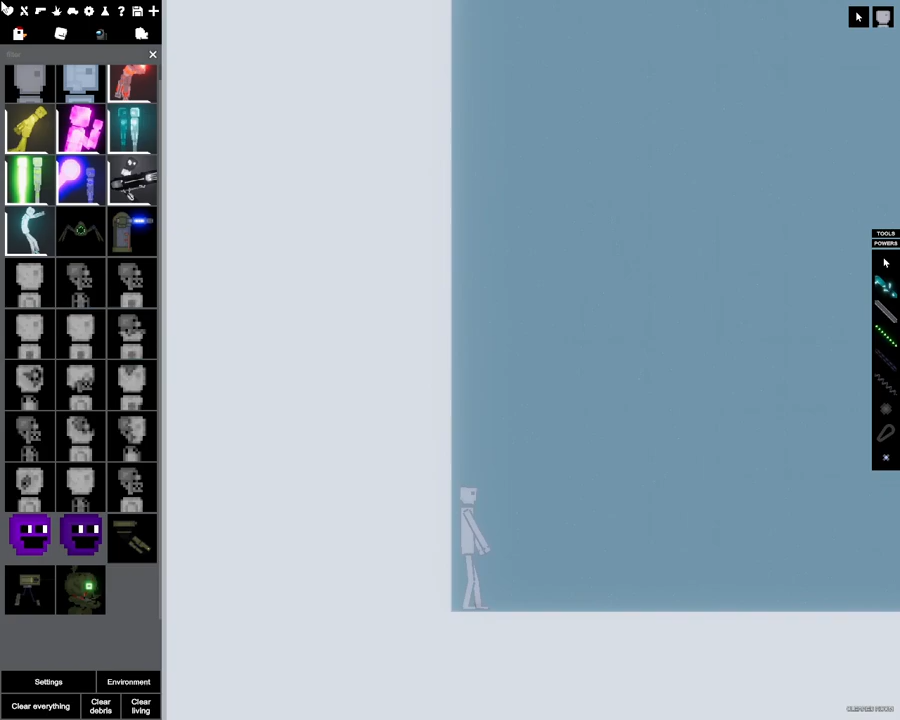 ?
TOOLS
POWERS
Settings
Environment
Clear everything
Clear debris
Clear living